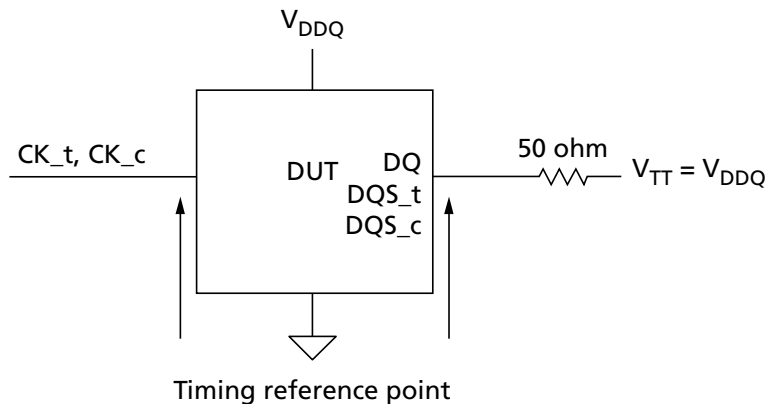 V_DDQ
CK_t, CK_c
DUT
DQ
DQS_t
DQS_c
50 ohm
V_TT = V_DDQ
Timing reference point